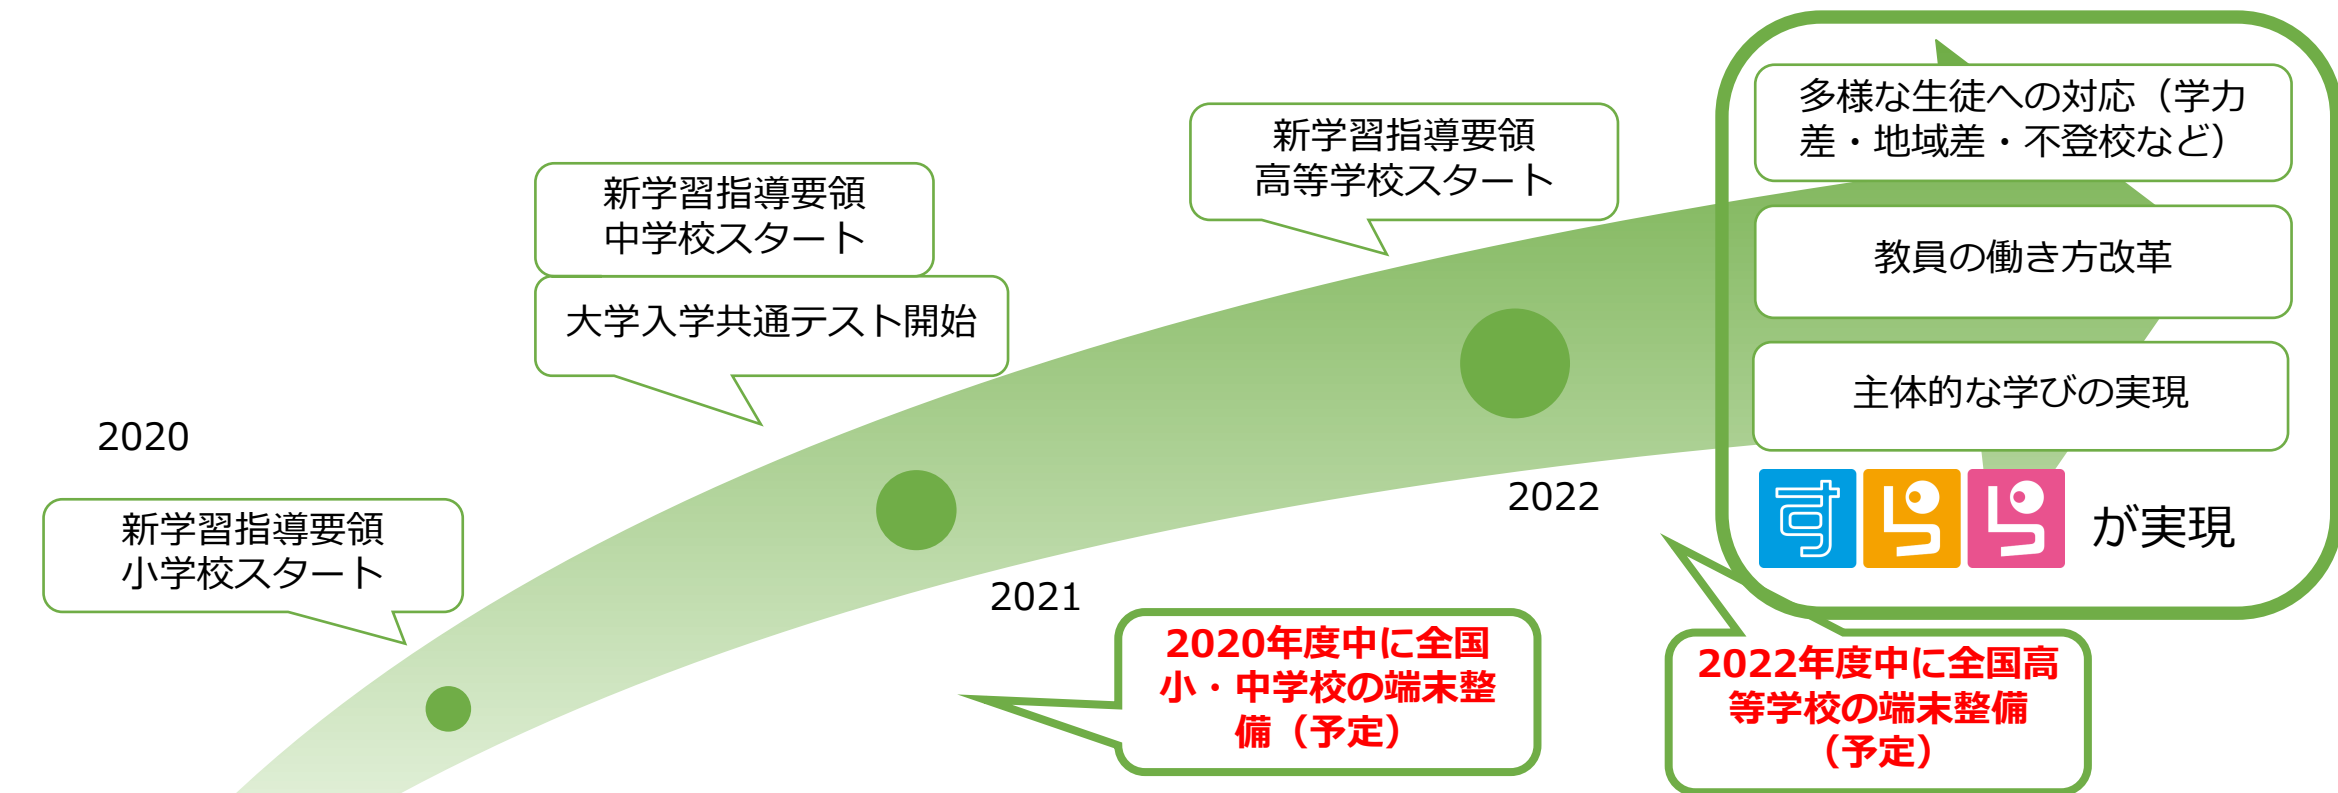 2020
新学習指導要領
小学校スタート
新学習指導要領
中学校スタート
大学入学共通テスト開始
2021
2020年度中に全国
小・中学校の端末整
備（予定）
新学習指導要領
高等学校スタート
2022
2022年度中に全国高
等学校の端末整備
（予定）
多様な生徒への対応（学力
差・地域差・不登校など）
教員の働き方改革
主体的な学びの実現
すらら が実現